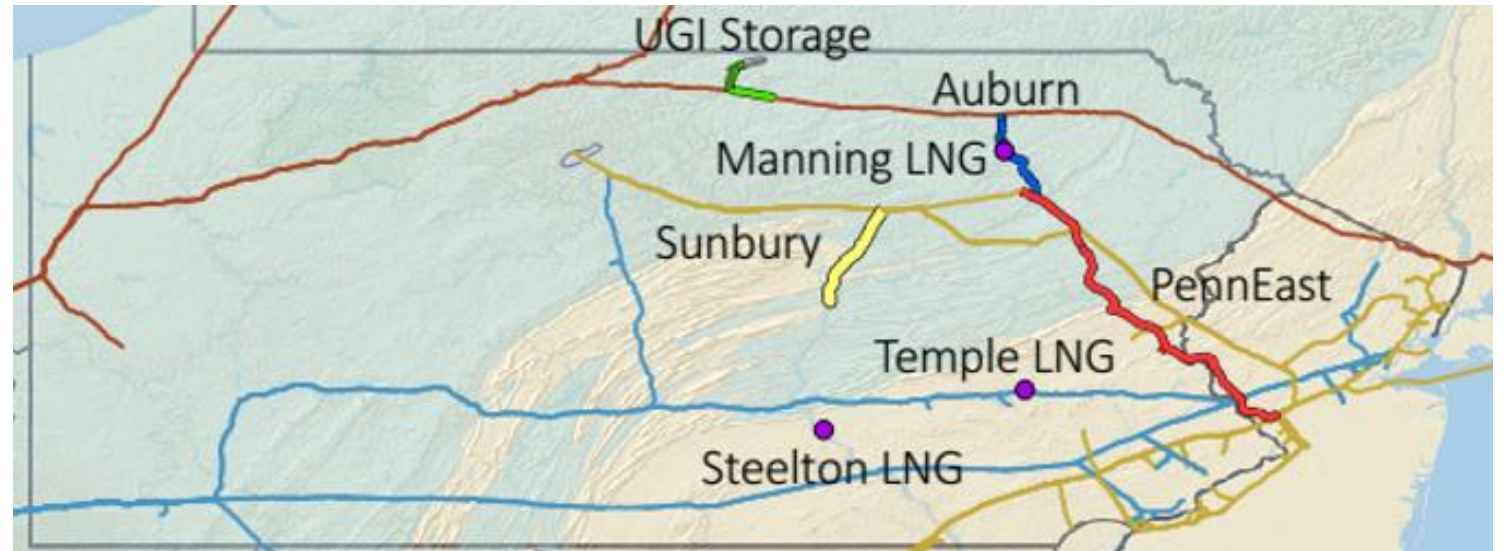 UGI Storage
Auburn
Manning LNG
Sunbury
PennEast
Temple LNG
Steelton LNG